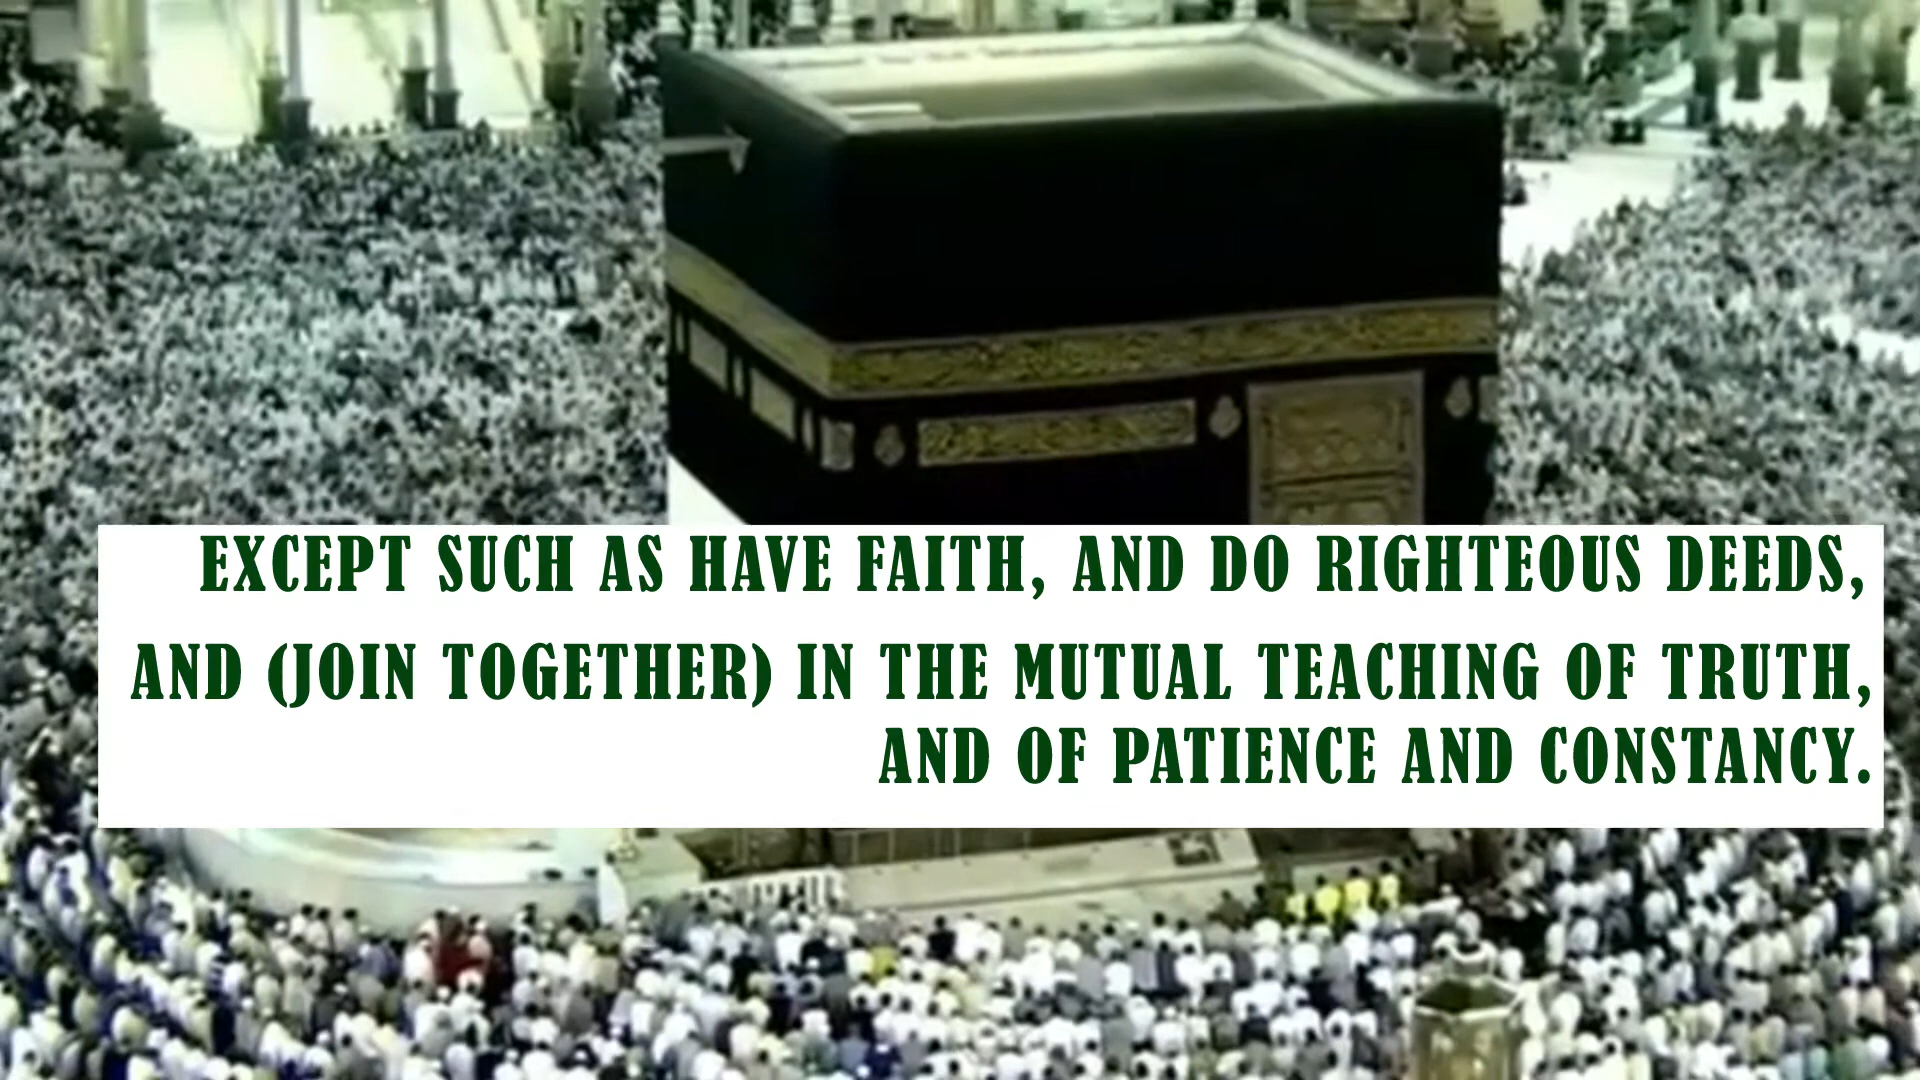 EXCEPT SUCH AS HAVE FAITH, AND DO RIGHTEOUS DEEDS,
AND (JOIN TOGETHER) IN THE MUTUAL TEACHING OF TRUTH,
AND OF PATIENCE AND CONSTANCY.